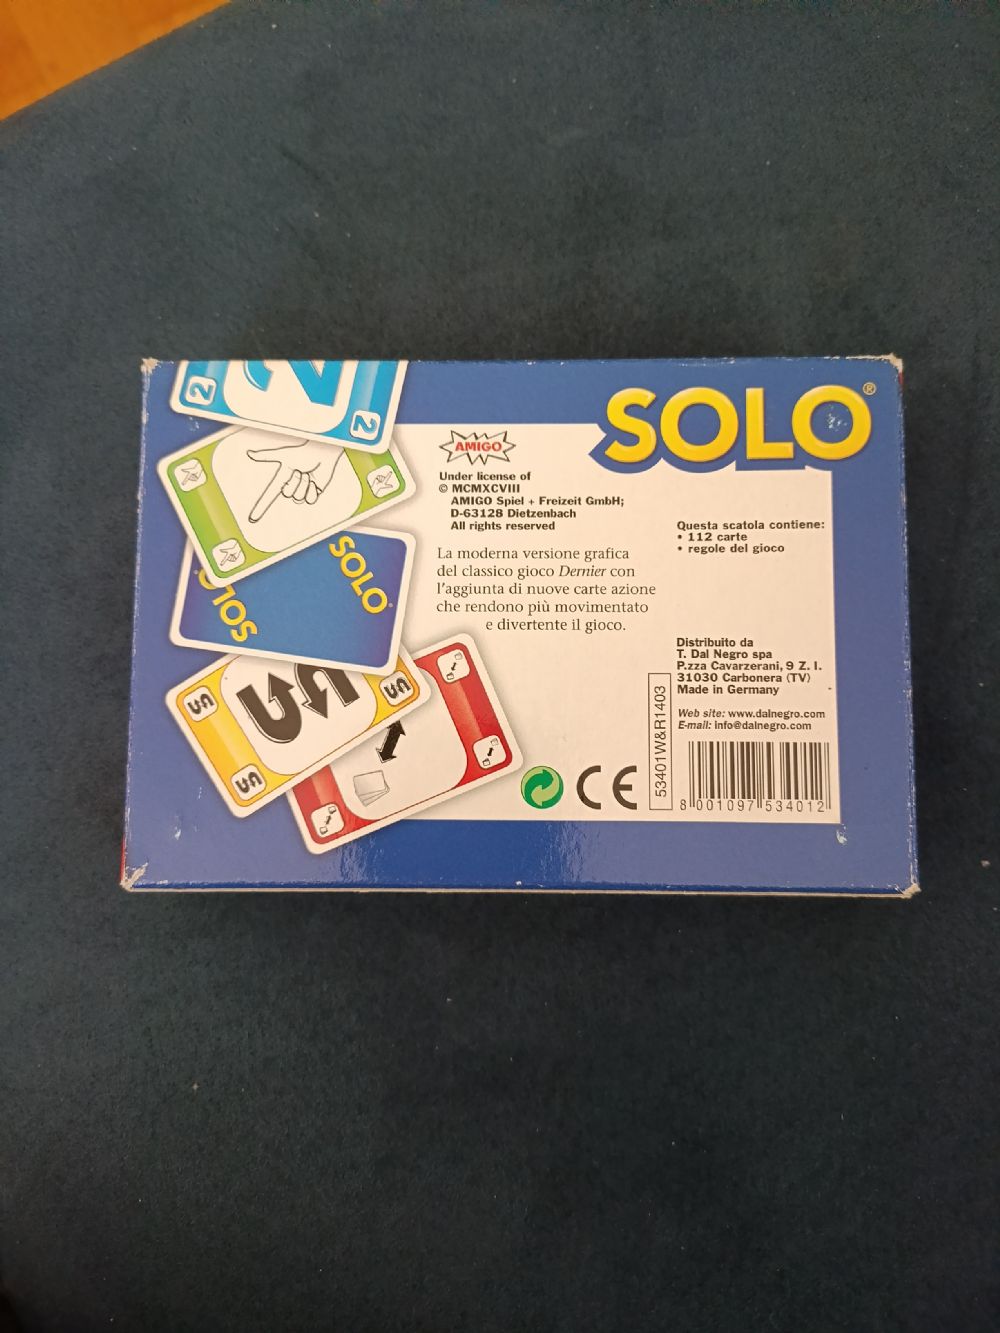 SOLO®
2
2
2
AMIGO
Under license of
© MCMXCVIII
AMIGO Spiel + Freizeit GmbH;
D-63128 Dietzenbach
All rights reserved
La moderna versione grafica
del classico gioco Dernier con
l'aggiunta di nuove carte azione
che rendono più movimentato
e divertente il gioco.
Questa scatola contiene:
• 112 carte
• regole del gioco
Distribuito da
T. Dal Negro spa
P.zza Cavarzerani, 9 Z. I.
31030 Carbonera (TV)
Made in Germany
Web site: www.dalnegro.com
E-mail: info@dalnegro.com
53401W&R1403
8 001097 534012
CE
SOLO
SOLO